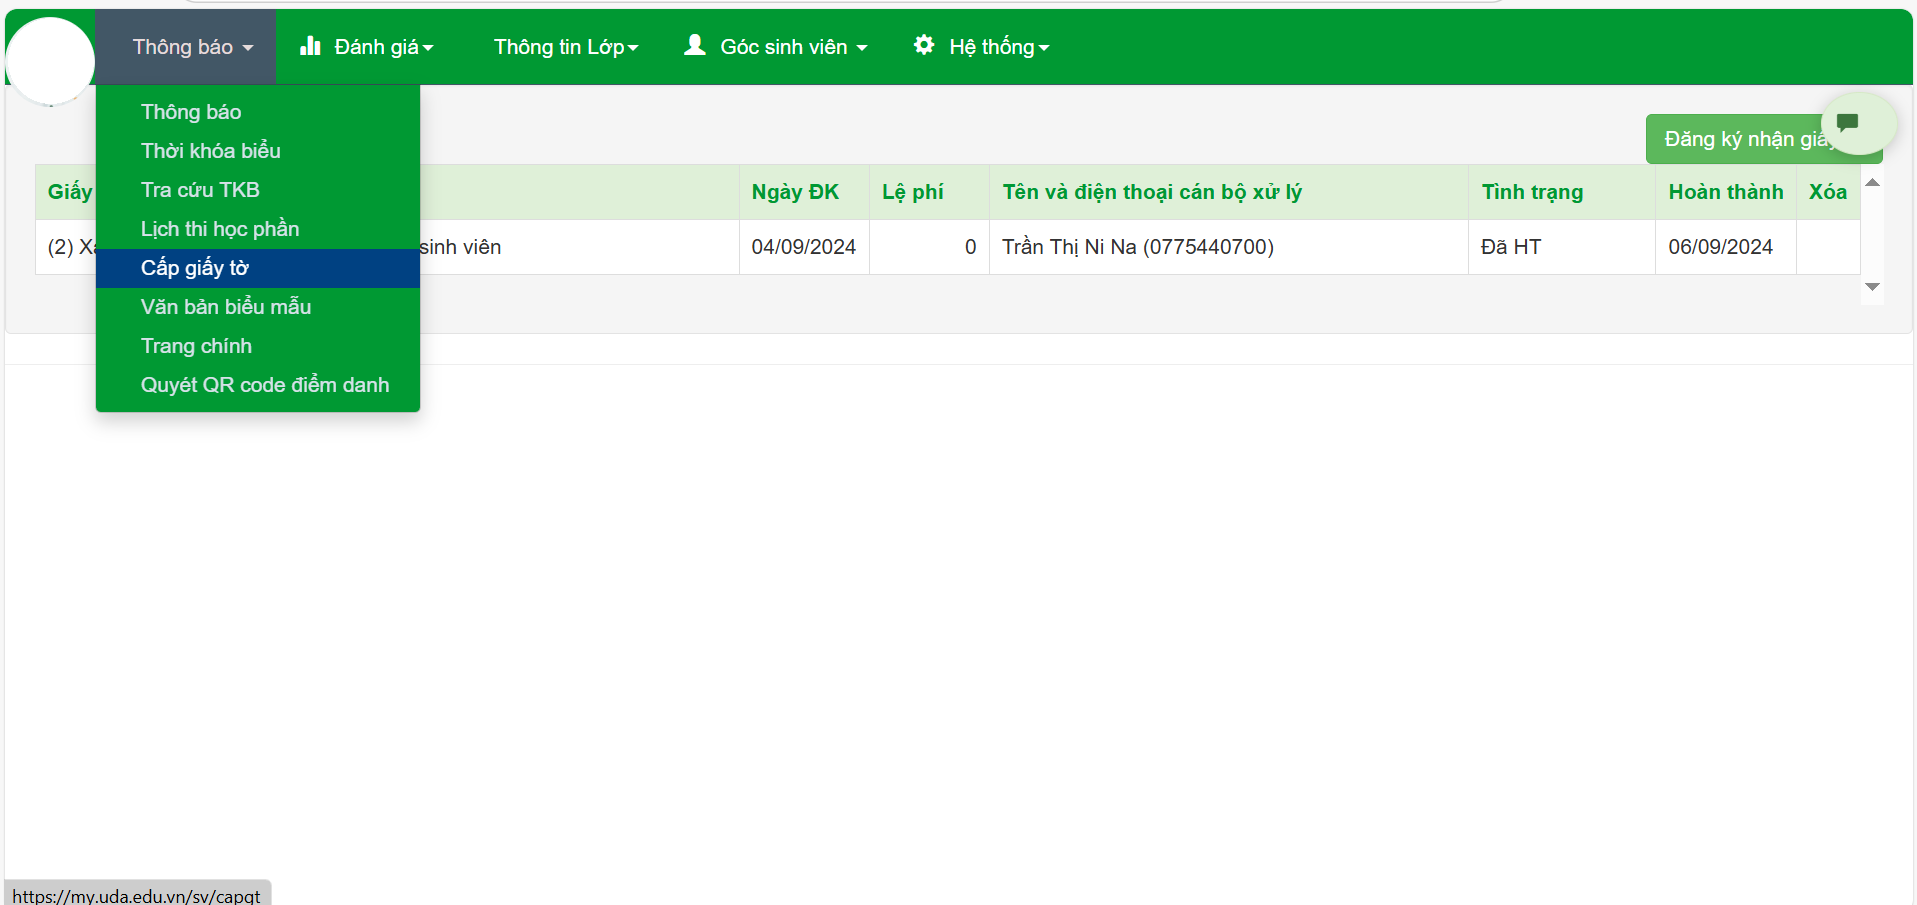 Thông báo
Đánh giá
Thông tin Lớp
Góc sinh viên
Hệ thống
Thông báo
Thời khóa biểu
Tra cứu TKB
Lịch thi học phần
Cấp giấy tờ
Văn bản biểu mẫu
Trang chính
Quyét QR code điểm danh
Đăng ký nhận
Giấy
Ngày ĐK
Lệ phí
Tên và điện thoại cán bộ xử lý
Tình trạng
Hoàn thành
Xóa
(2)
sinh viên
04/09/2024
0
Trần Thị Ni Na (0775440700)
Đã HT
06/09/2024
https://my.uda.edu.vn/sv/capgt